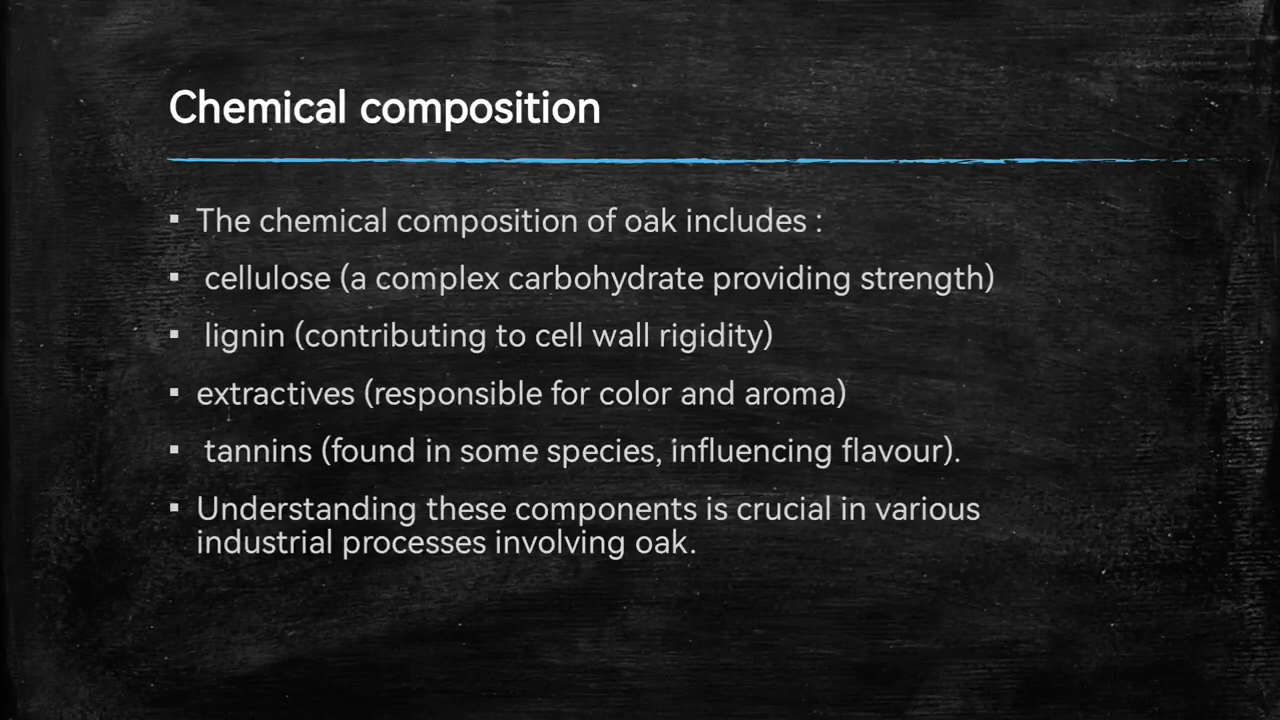 Chemical composition
▪ The chemical composition of oak includes :
▪ cellulose (a complex carbohydrate providing strength)
▪ lignin (contributing to cell wall rigidity)
▪ extractives (responsible for color and aroma)
▪ tannins (found in some species, influencing flavour).
▪ Understanding these components is crucial in various
industrial processes involving oak.